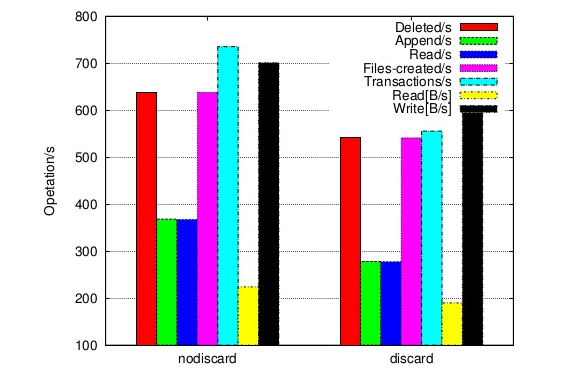 800
700
600
500
400
300
200
100
Opetation/s
Deleted/s
Append/s
Read/s
Files-created/s
Transactions/s
Read[B/s]
Write[B/s]
nodiscard
discard